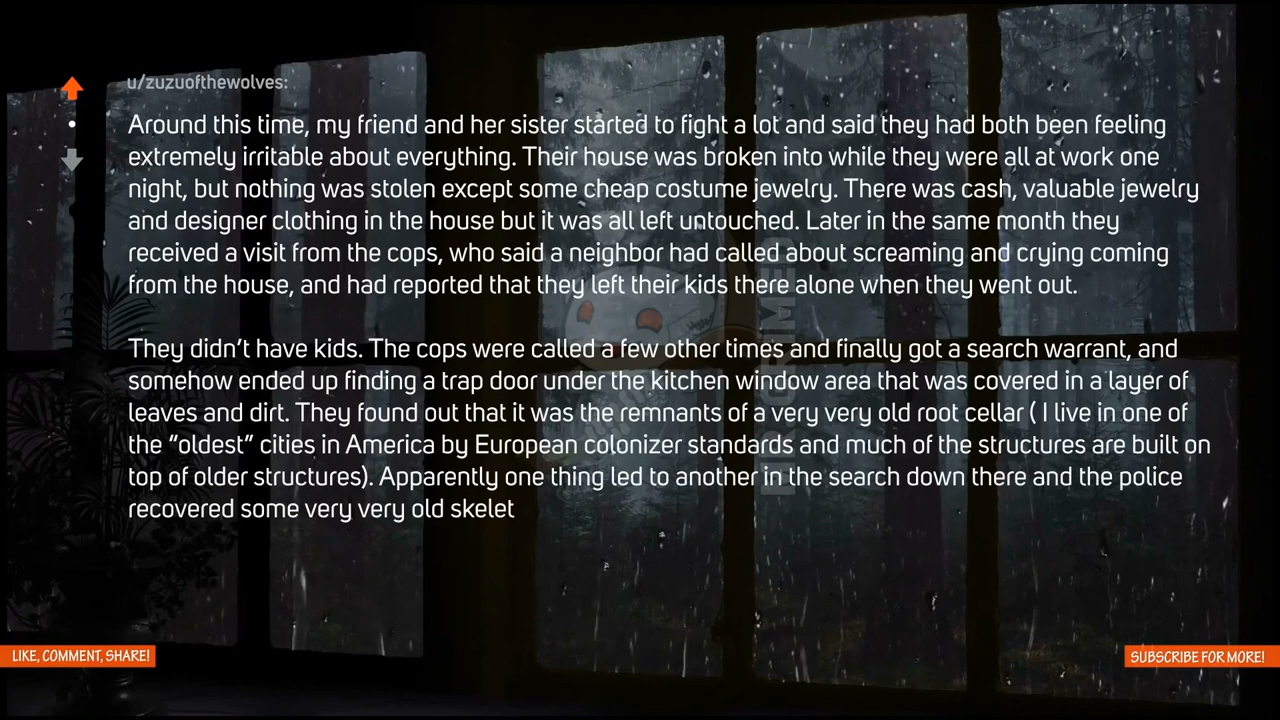 u/zuzuofthewolves:
Around this time, my friend and her sister started to fight a lot and said they had both been feeling
extremely irritable about everything. Their house was broken into while they were all at work one
night, but nothing was stolen except some cheap costume jewelry. There was cash, valuable jewelry
and designer clothing in the house but it was all left untouched. Later in the same month they
received a visit from the cops, who said a neighbor had called about screaming and crying coming
from the house, and had reported that they left their kids there alone when they went out.
They didn’t have kids. The cops were called a few other times and finally got a search warrant, and
somehow ended up finding a trap door under the kitchen window area that was covered in a layer of
leaves and dirt. They found out that it was the remnants of a very very old root cellar ( I live in one of
the “oldest” cities in America by European colonizer standards and much of the structures are built on
top of older structures). Apparently one thing led to another in the search down there and the police
recovered some very very old skelet
LIKE, COMMENT, SHARE!
SUBSCRIBE FOR MORE!